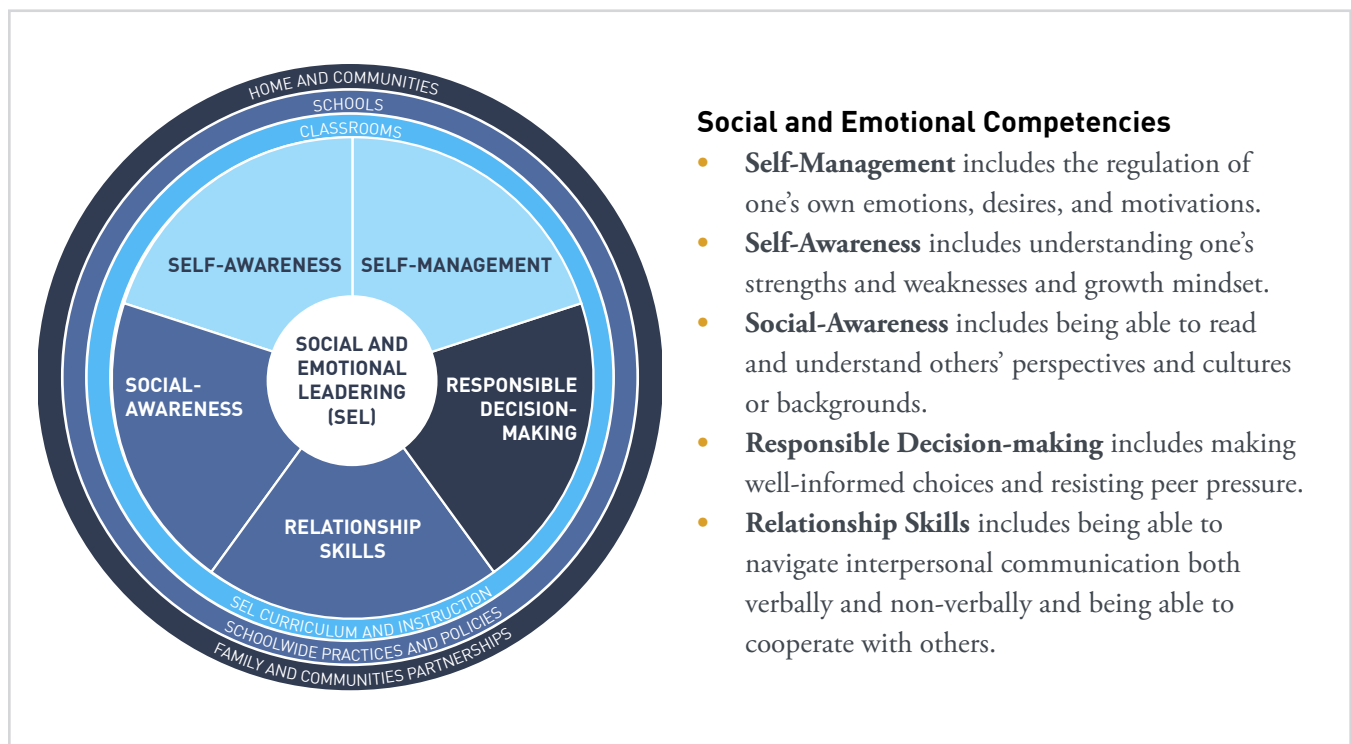 HOME AND COMMUNITIES
SCHOOLS
CLASSROOMS
SELF-AWARENESS
SELF-MANAGEMENT
SOCIAL AND
EMOTIONAL
LEADERING
(SEL)
SOCIAL-
AWARENESS
RESPONSIBLE
DECISION-
MAKING
RELATIONSHIP
SKILLS
SEL CURRICULUM AND INSTRUCTION
SCHOOLWIDE PRACTICES AND POLICIES
FAMILY AND COMMUNITIES PARTNERSHIPS
Social and Emotional Competencies
• Self-Management includes the regulation of
one’s own emotions, desires, and motivations.
• Self-Awareness includes understanding one’s
strengths and weaknesses and growth mindset.
• Social-Awareness includes being able to read
and understand others’ perspectives and cultures
or backgrounds.
• Responsible Decision-making includes making
well-informed choices and resisting peer pressure.
• Relationship Skills includes being able to
navigate interpersonal communication both
verbally and non-verbally and being able to
cooperate with others.